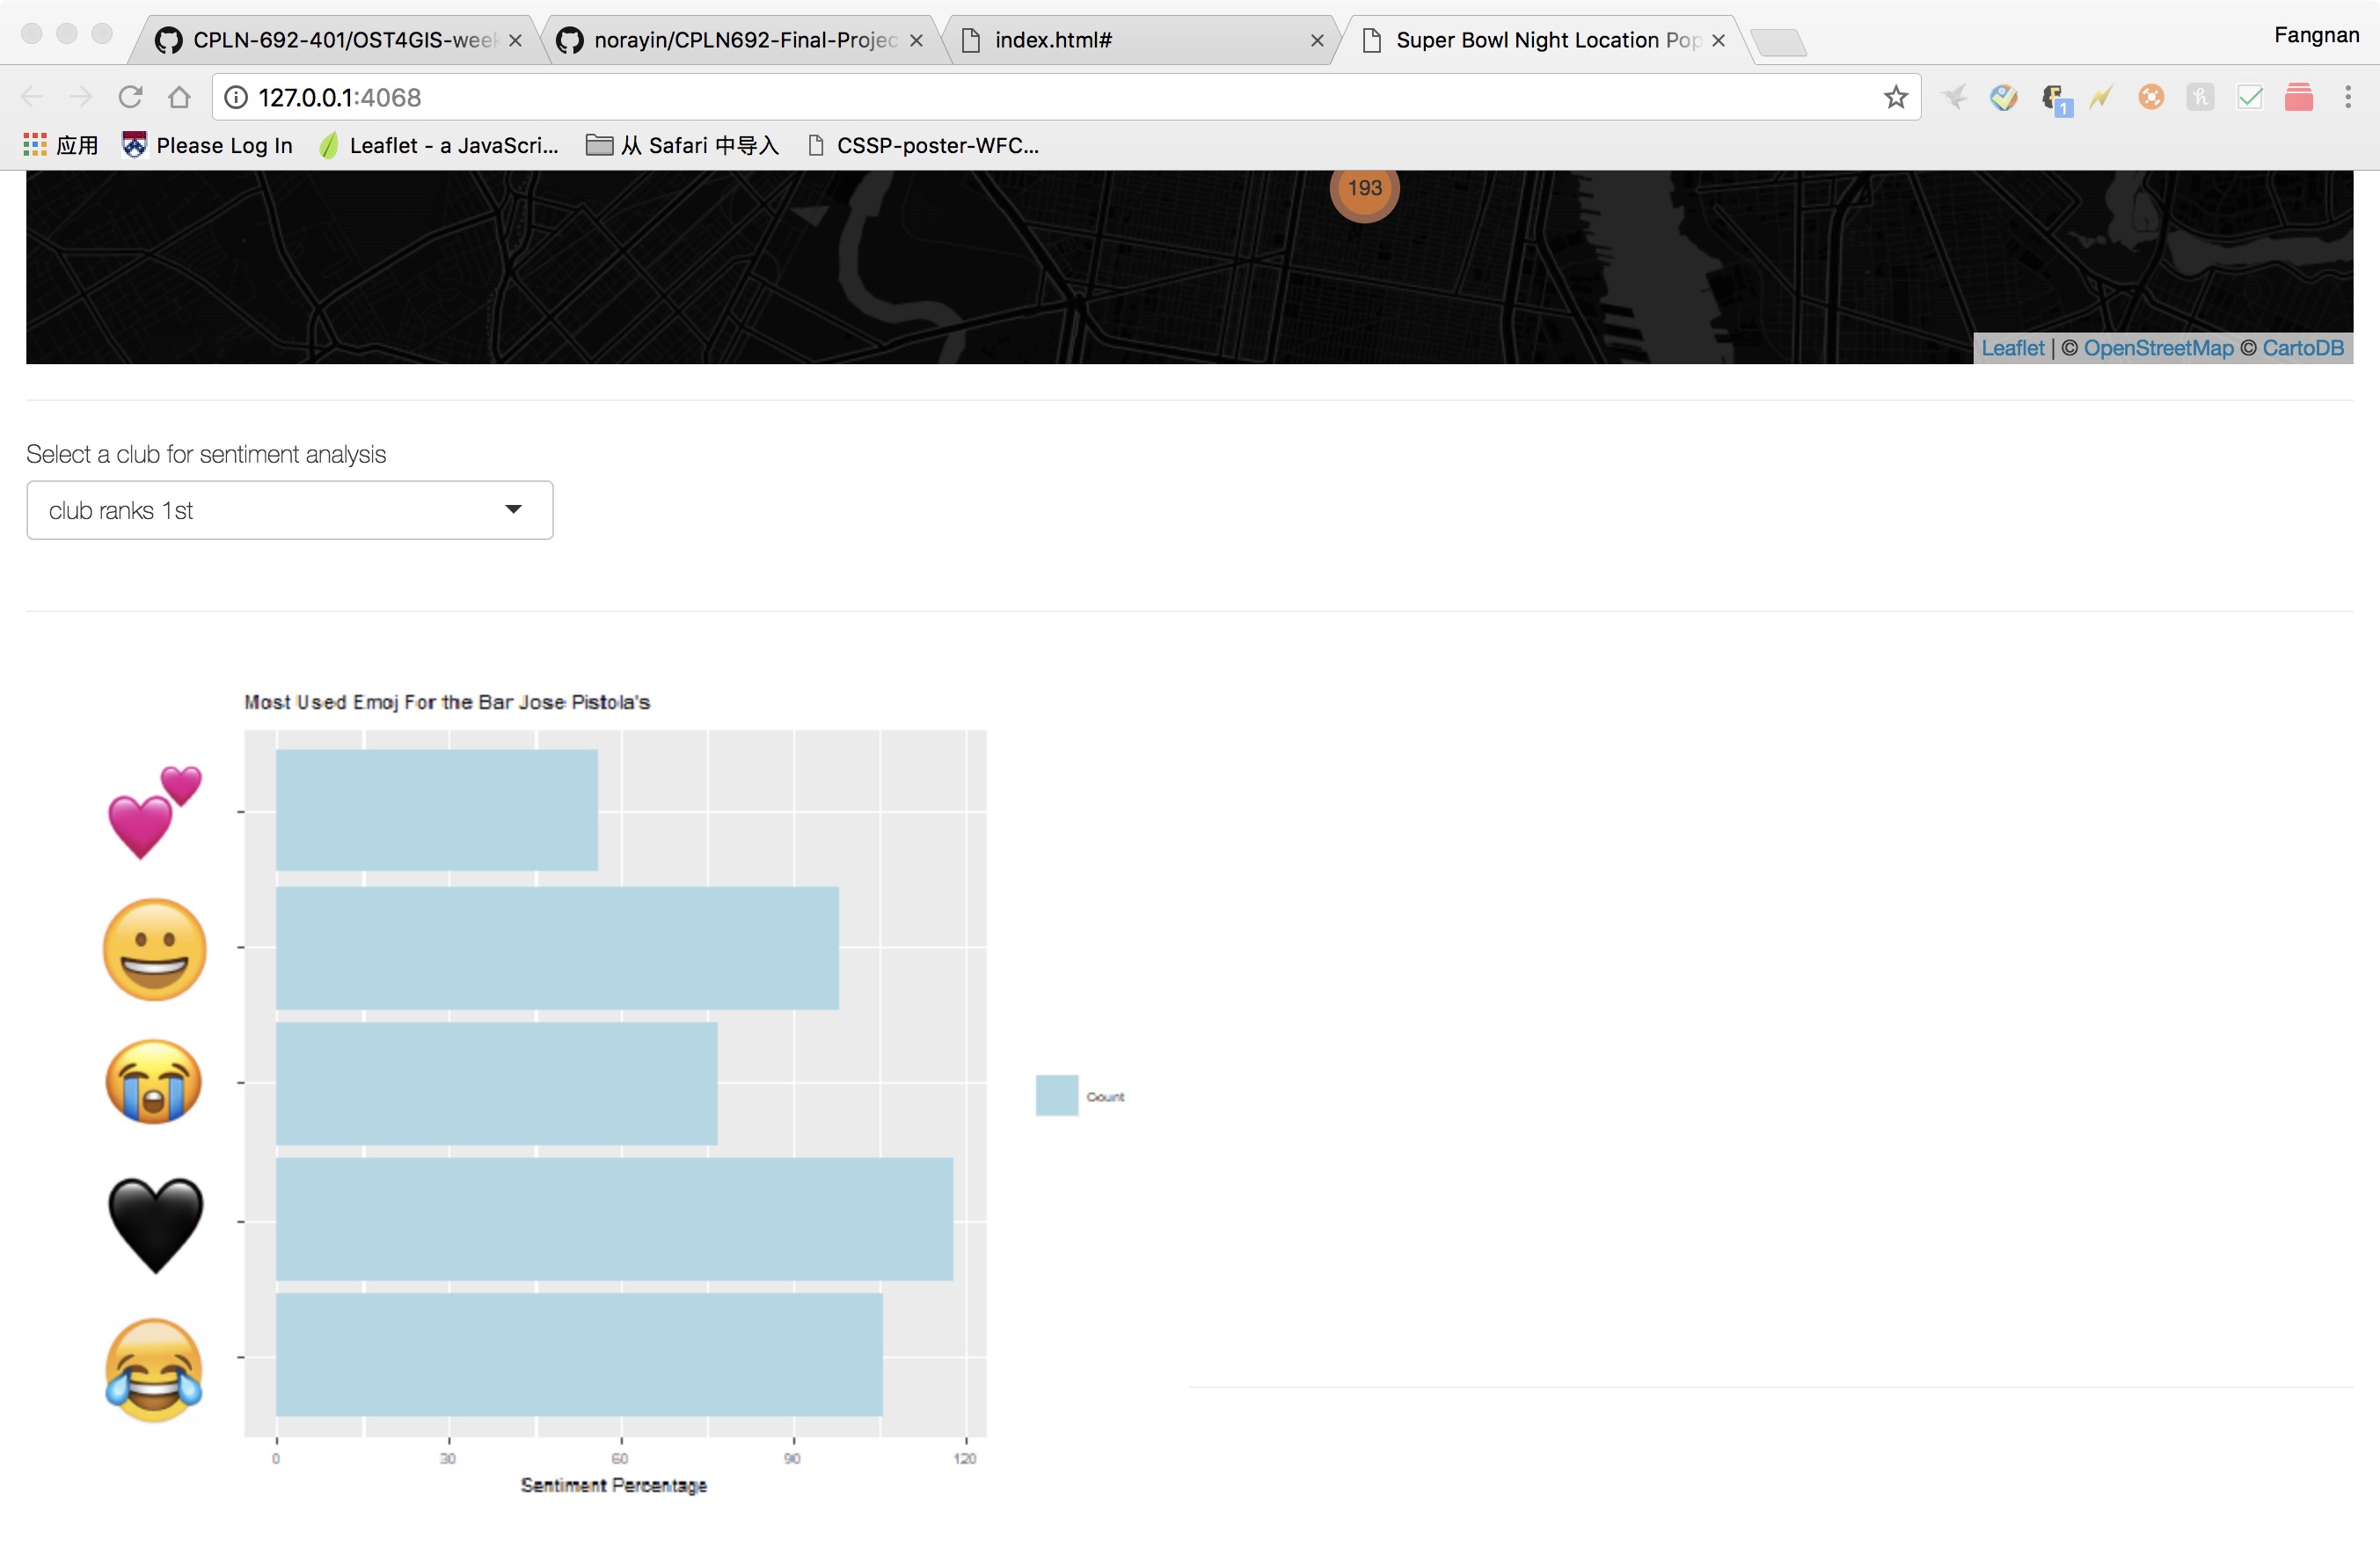 CPLN-692-401/OST4GIS-week
norayin/CPLN692-Final-Projec
index.html#
Super Bowl Night Location Pop
Fangnan
127.0.0.1:4068
1
应用
Please Log In
Leaflet - a JavaScri...
从 Safari 中导入
CSSP-poster-WFC...
193
Leaflet | © OpenStreetMap © CartoDB
Select a club for sentiment analysis
club ranks 1st
Most Used Emoj For the Bar Jose Pistola's
Count
0 30 60 90 120
Sentiment Percentage